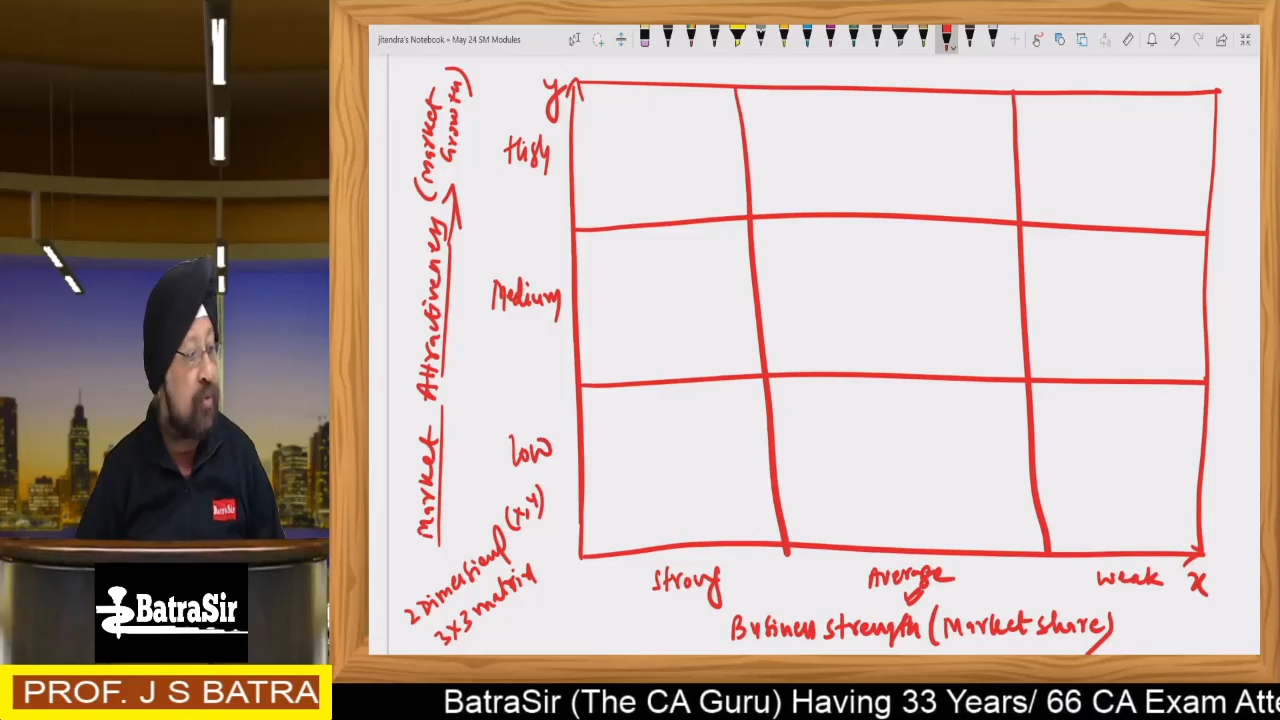 jitendra's Notebook » May 24 SM Modules
y
High
Medium
Low
Market Attractiveness (Market Growth)
2 Dimensional (x,y)
3x3 matrix
Strong
Average
weak
x
Business strength (Market share)
BatraSir
BatraSir
PROF. J S BATRA
BatraSir (The CA Guru) Having 33 Years/ 66 CA Exam Atte